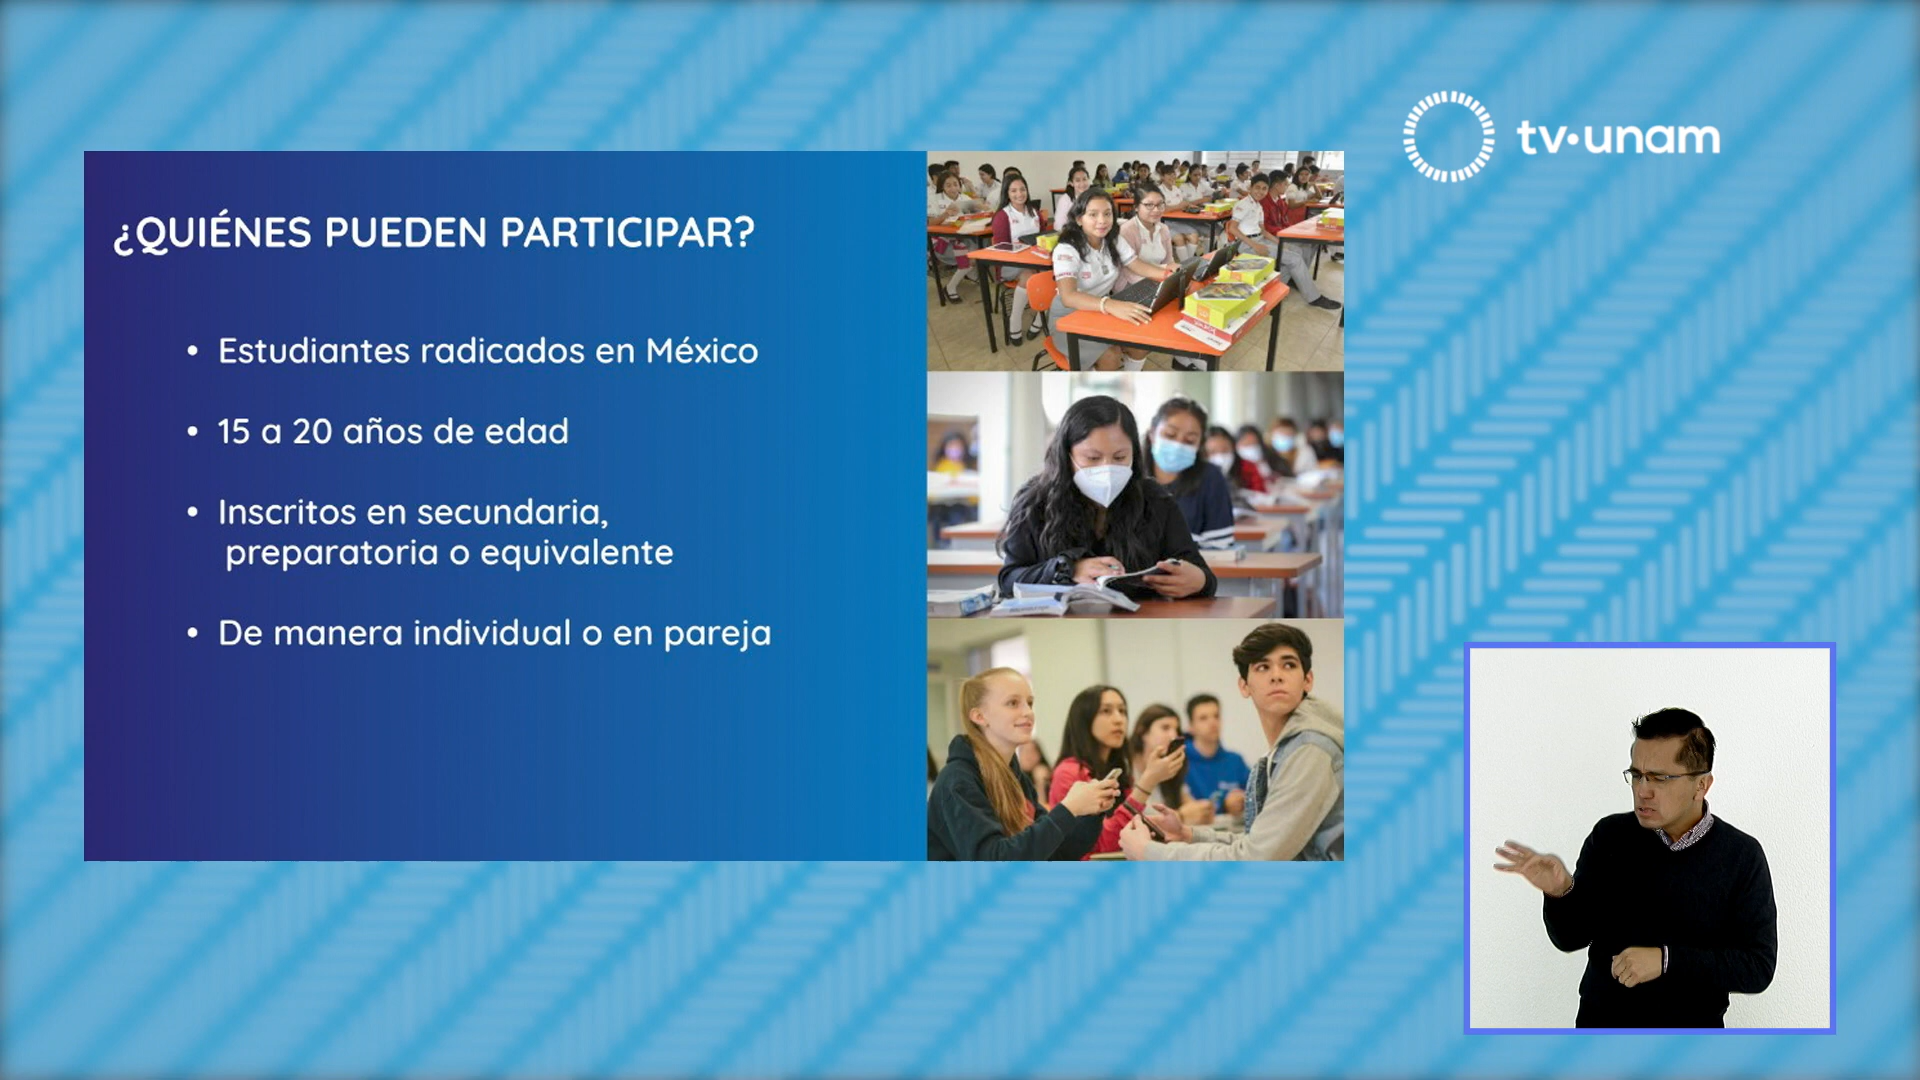 tv·unam
¿QUIÉNES PUEDEN PARTICIPAR?
• Estudiantes radicados en México
• 15 a 20 años de edad
• Inscritos en secundaria,
preparatoria o equivalente
• De manera individual o en pareja